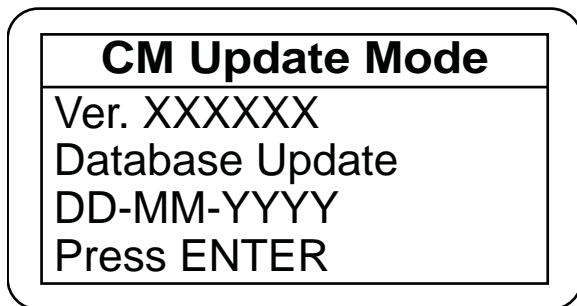 CM Update Mode
Ver. XXXXXX
Database Update
DD-MM-YYYY
Press ENTER